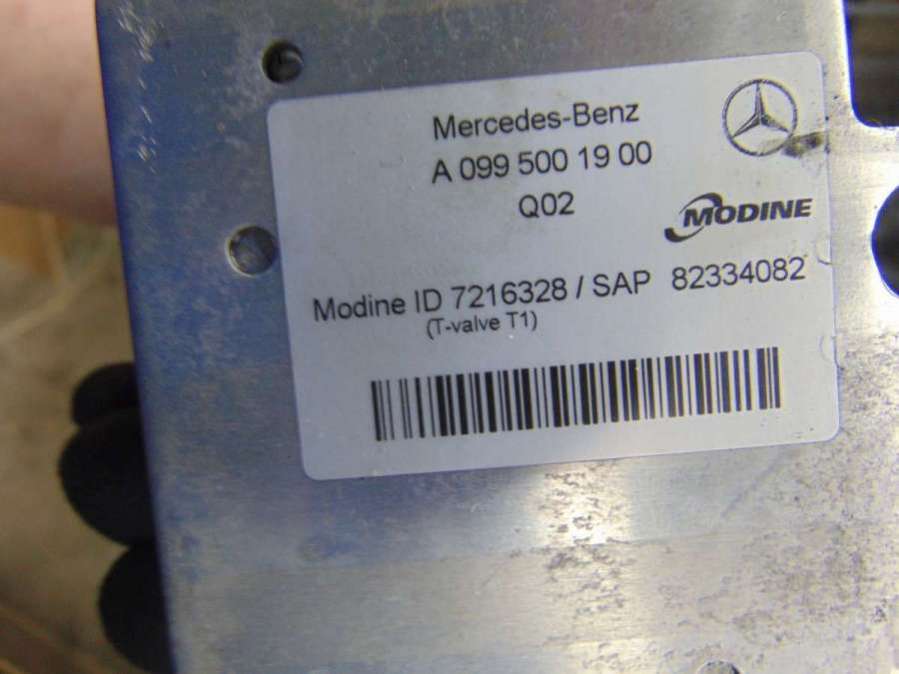 Mercedes-Benz
A 099 500 19 00
Q02
MODINE
Modine ID 7216328 / SAP 82334082
(T-valve T1)